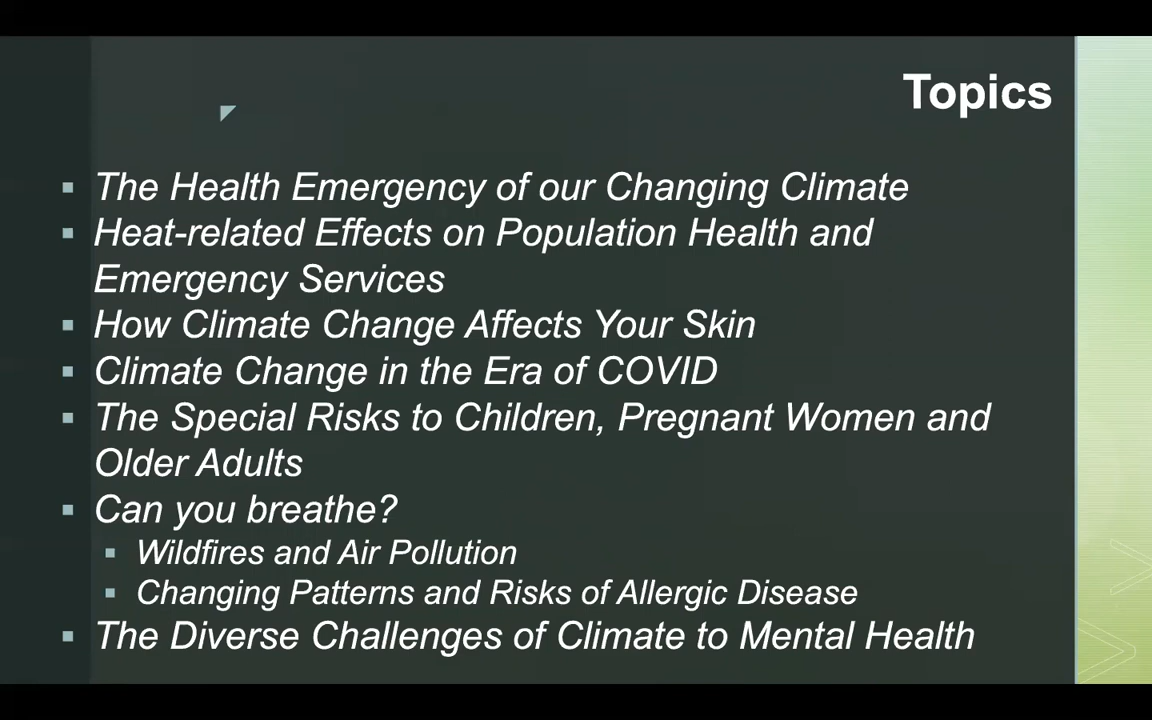 Topics
The Health Emergency of our Changing Climate
Heat-related Effects on Population Health and
Emergency Services
How Climate Change Affects Your Skin
Climate Change in the Era of COVID
The Special Risks to Children, Pregnant Women and
Older Adults
Can you breathe?
Wildfires and Air Pollution
Changing Patterns and Risks of Allergic Disease
The Diverse Challenges of Climate to Mental Health